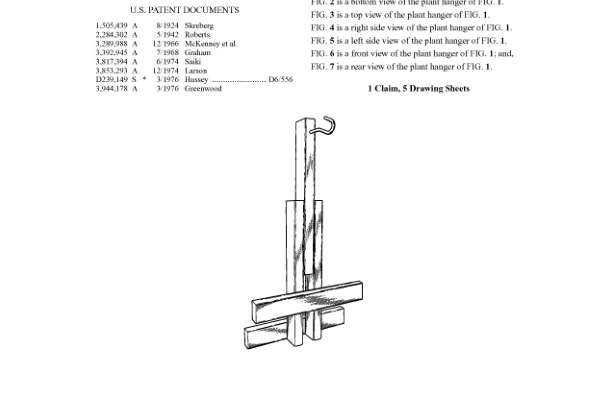 U.S. PATENT DOCUMENTS
1,505,439 A 8/1924 Skreberg
2,284,302 A 5/1942 Roberts
3,289,988 A 12/1966 McKenney et al.
3,392,945 A 7/1968 Graham
3,817,394 A 6/1974 Saiki
3,853,293 A 12/1974 Larson
D239,149 S * 3/1976 Hussey ........................ D6/556
3,944,178 A 3/1976 Greenwood
FIG. 2 is a bottom view of the plant hanger of FIG. 1.
FIG. 3 is a top view of the plant hanger of FIG. 1.
FIG. 4 is a right side view of the plant hanger of FIG. 1.
FIG. 5 is a left side view of the plant hanger of FIG. 1.
FIG. 6 is a front view of the plant hanger of FIG. 1; and,
FIG. 7 is a rear view of the plant hanger of FIG. 1.
1 Claim, 5 Drawing Sheets